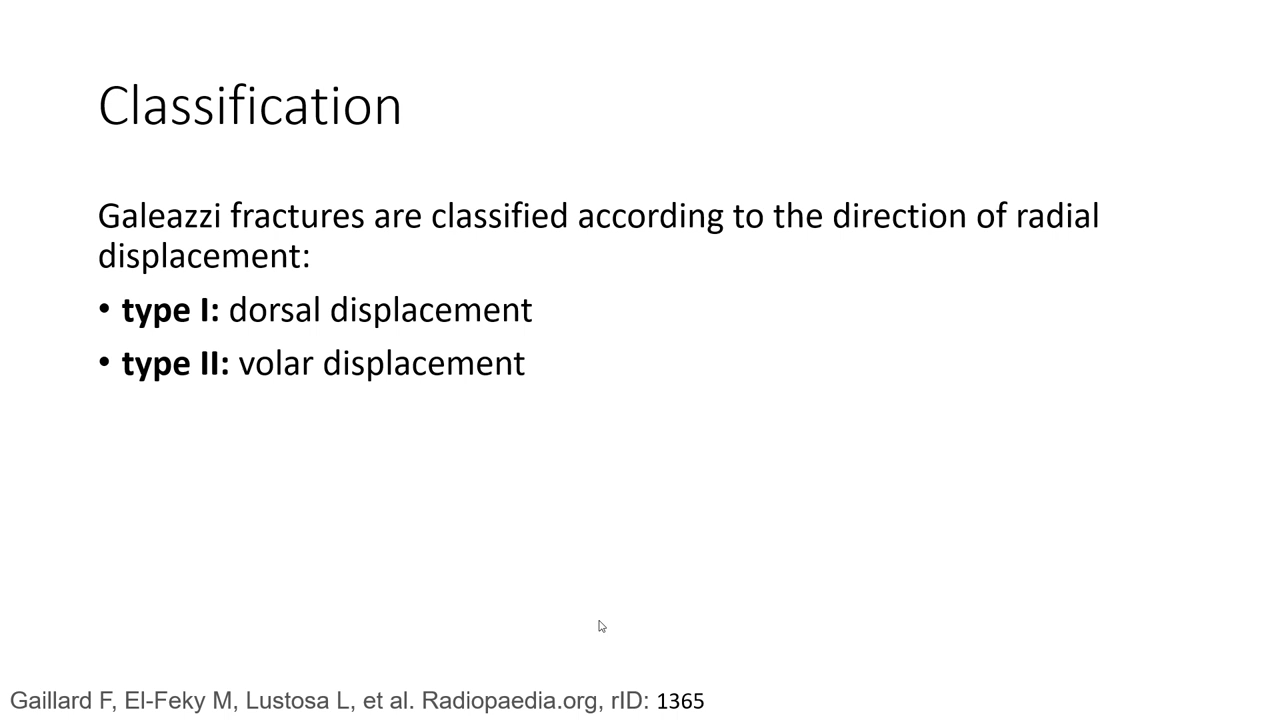 Classification
Galeazzi fractures are classified according to the direction of radial
displacement:
• type I: dorsal displacement
• type II: volar displacement
Gaillard F, El-Feky M, Lustosa L, et al. Radiopaedia.org, rID: 1365